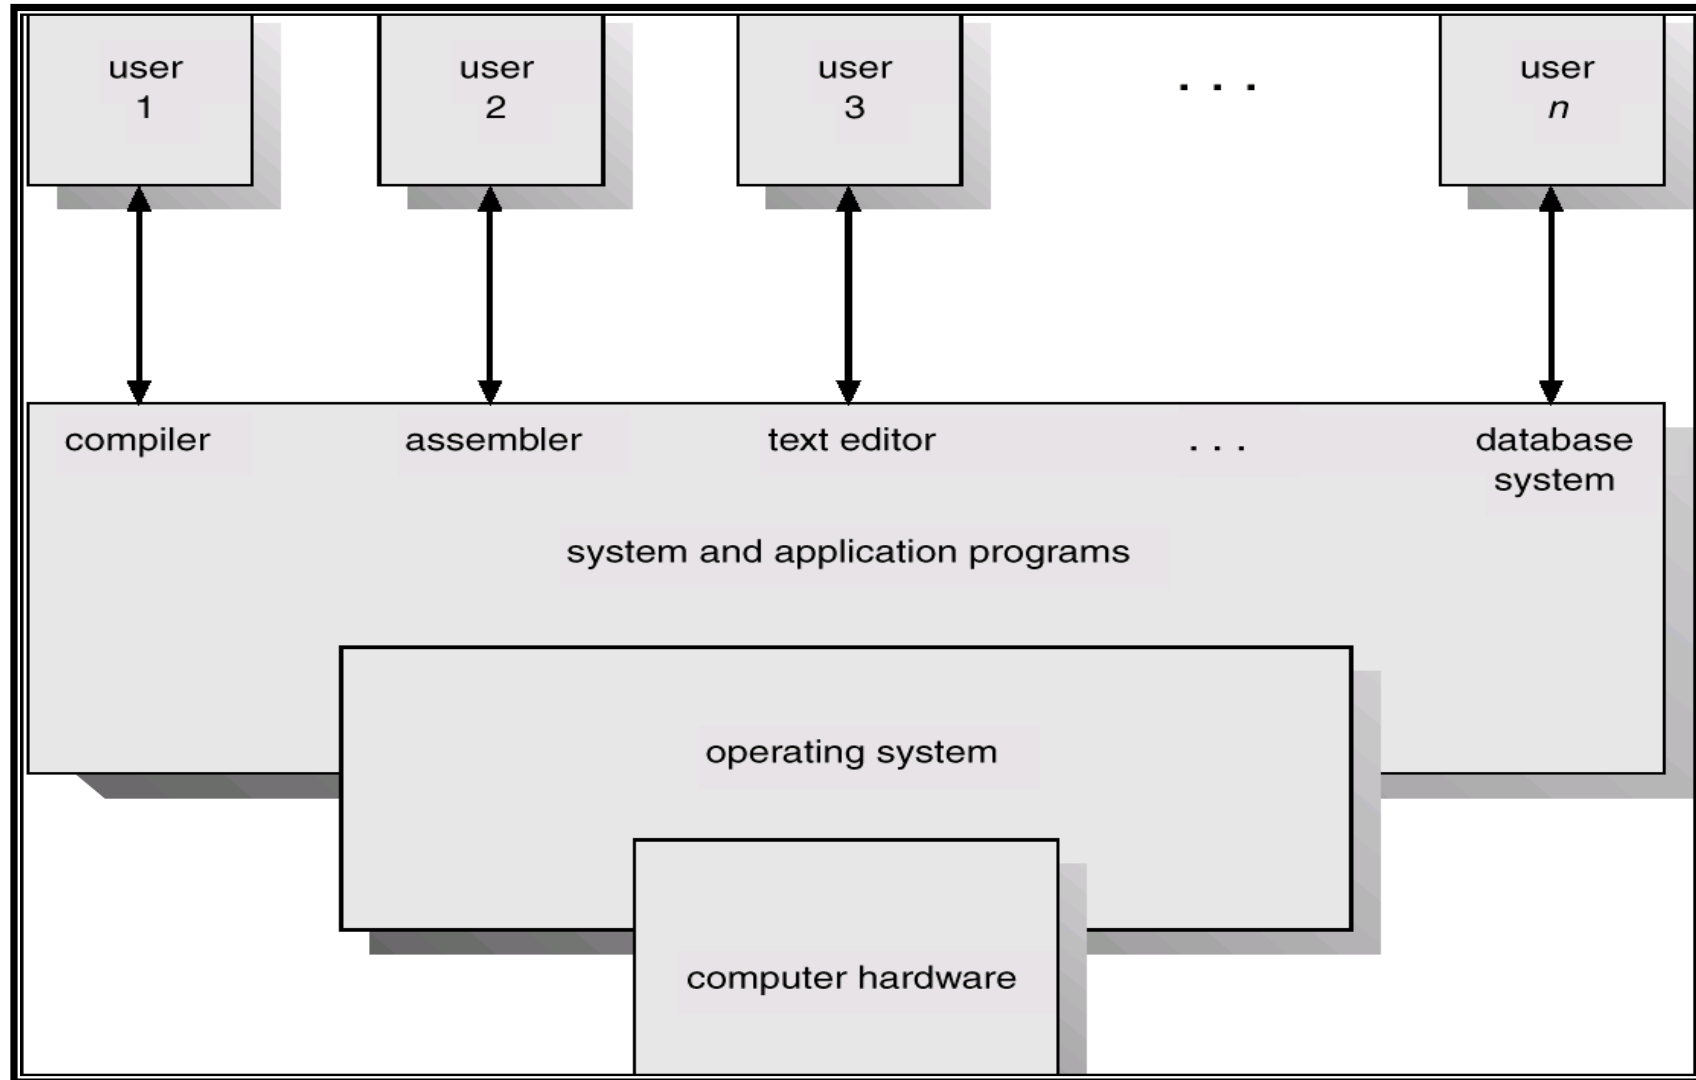 user
1
user
2
user
3
. . .
user
n
compiler
assembler
text editor
. . .
database
system
system and application programs
operating system
computer hardware